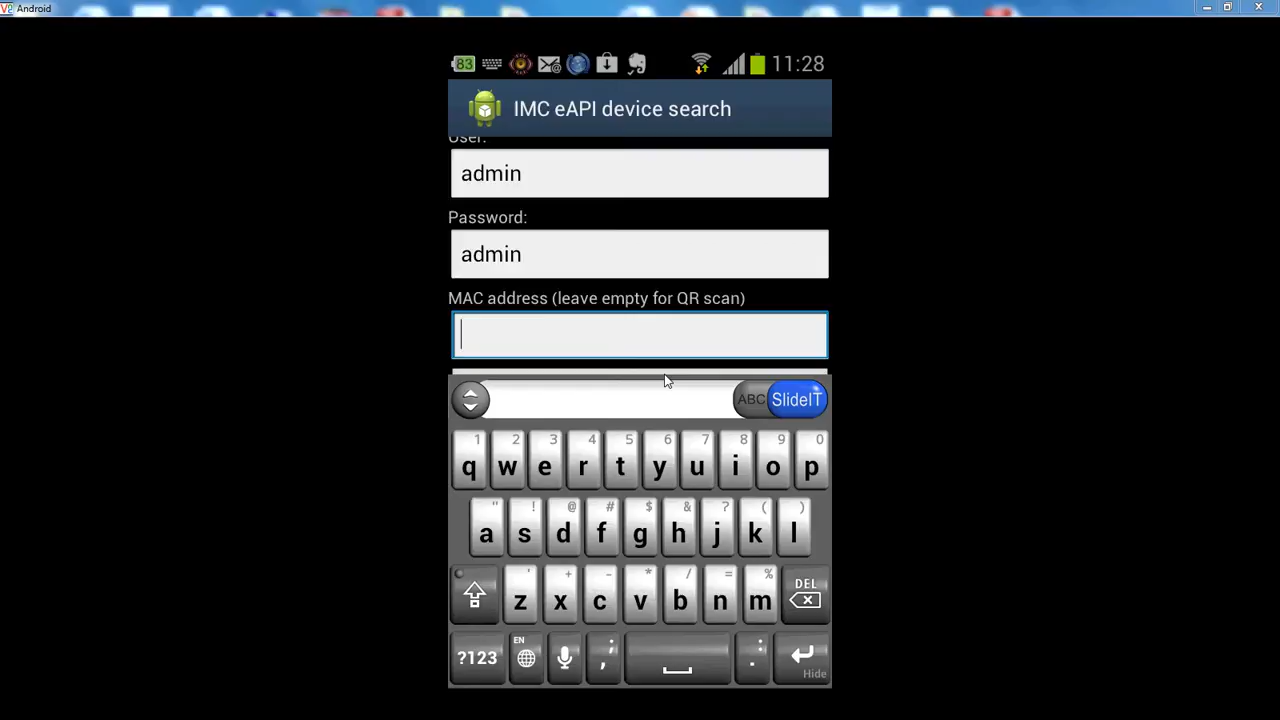 Android
83 11:28
IMC eAPI device search
User:
admin
Password:
admin
MAC address (leave empty for QR scan)
ABC SlideIT
1 2 3 4 5 6 7 8 9 0
q w e r t y u i o p
" ! @ # $ & ? ( )
a s d f g h j k l
' + - * / = %
z x c v b n m DEL
EN ; :
?123 , . Hide